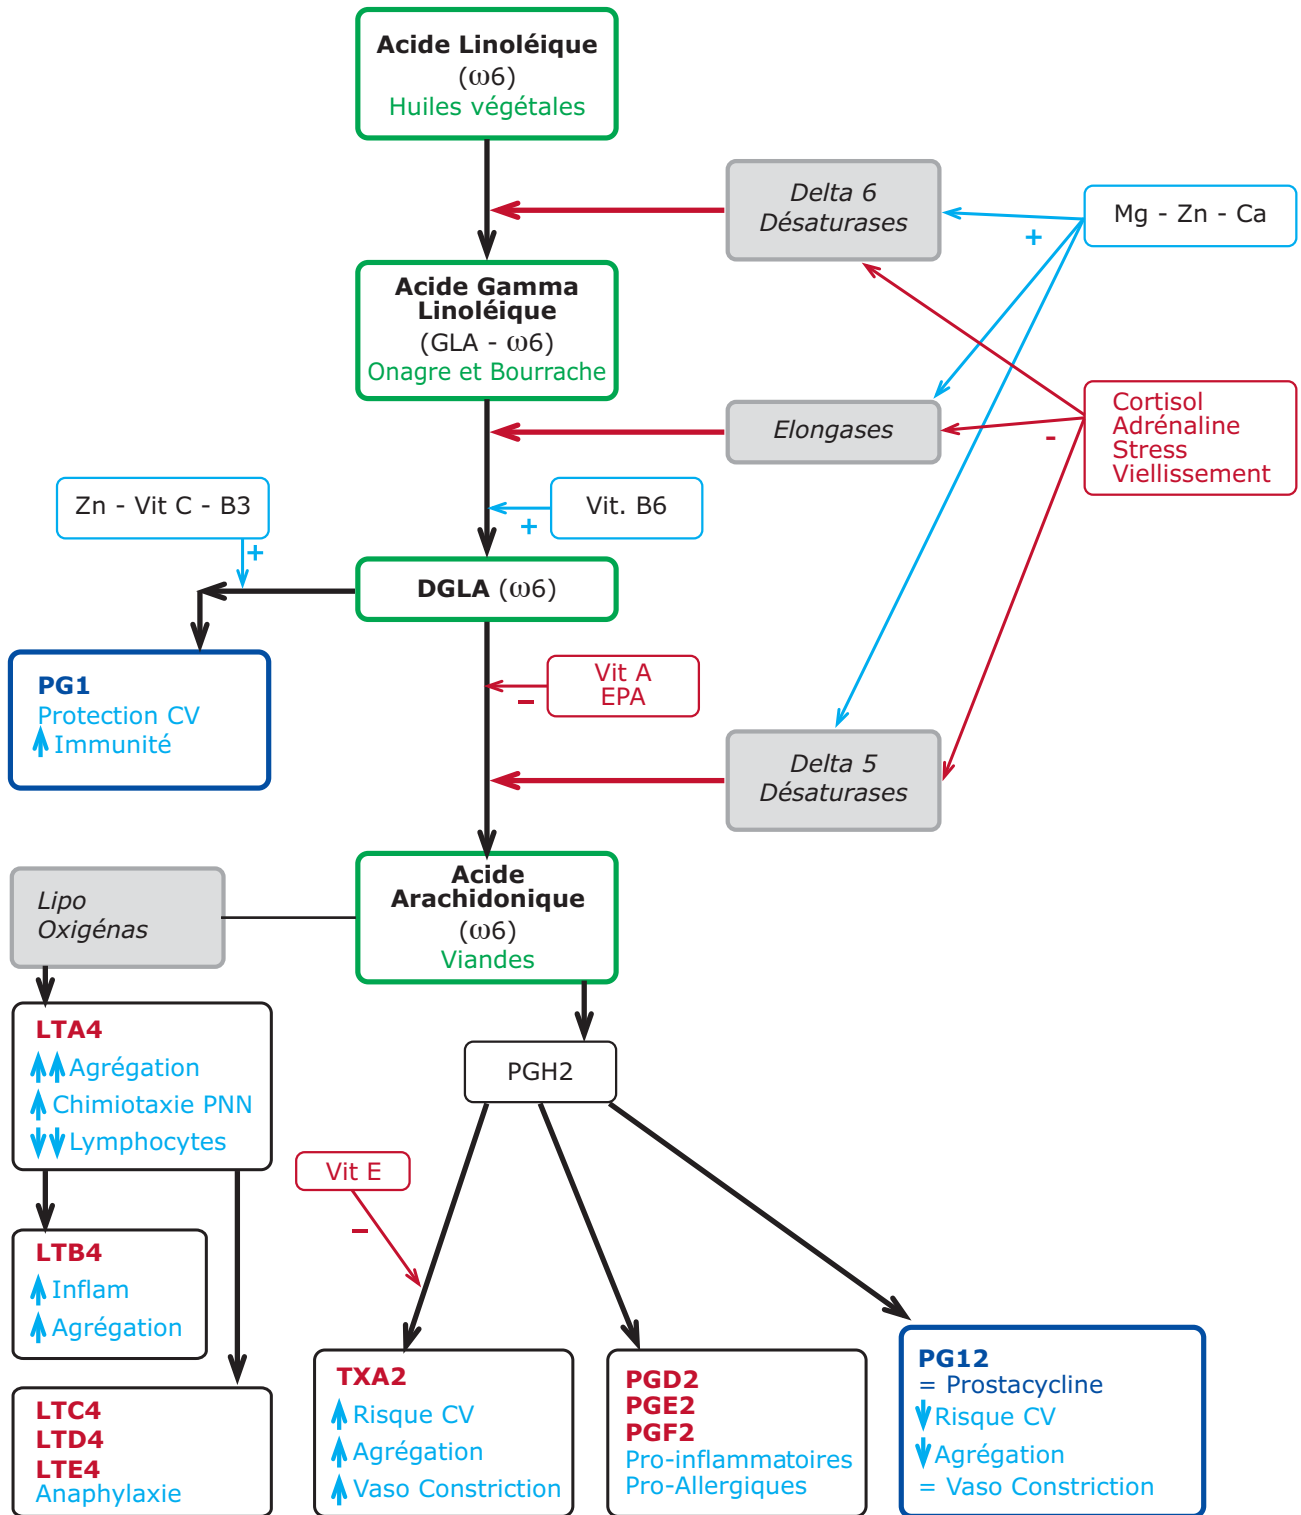 Acide Linoléique
(ω6)
Huiles végétales
Delta 6
Désaturases
Mg - Zn - Ca
+
Acide Gamma
Linoléique
(GLA - ω6)
Onagre et Bourrache
Elongases
-
Cortisol
Adrénaline
Stress
Viellissement
Zn - Vit C - B3
+
Vit. B6
+
DGLA (ω6)
PG1
Protection CV
Immunité
Vit A
EPA
–
Delta 5
Désaturases
Acide
Arachidonique
(ω6)
Viandes
Lipo
Oxigénas
LTA4
Agrégation
Chimiotaxie PNN
Lymphocytes
PGH2
Vit E
–
LTB4
Inflam
Agrégation
LTC4
LTD4
LTE4
Anaphylaxie
TXA2
Risque CV
Agrégation
Vaso Constriction
PGD2
PGE2
PGF2
Pro-inflammatoires
Pro-Allergiques
PG12
= Prostacycline
Risque CV
Agrégation
= Vaso Constriction